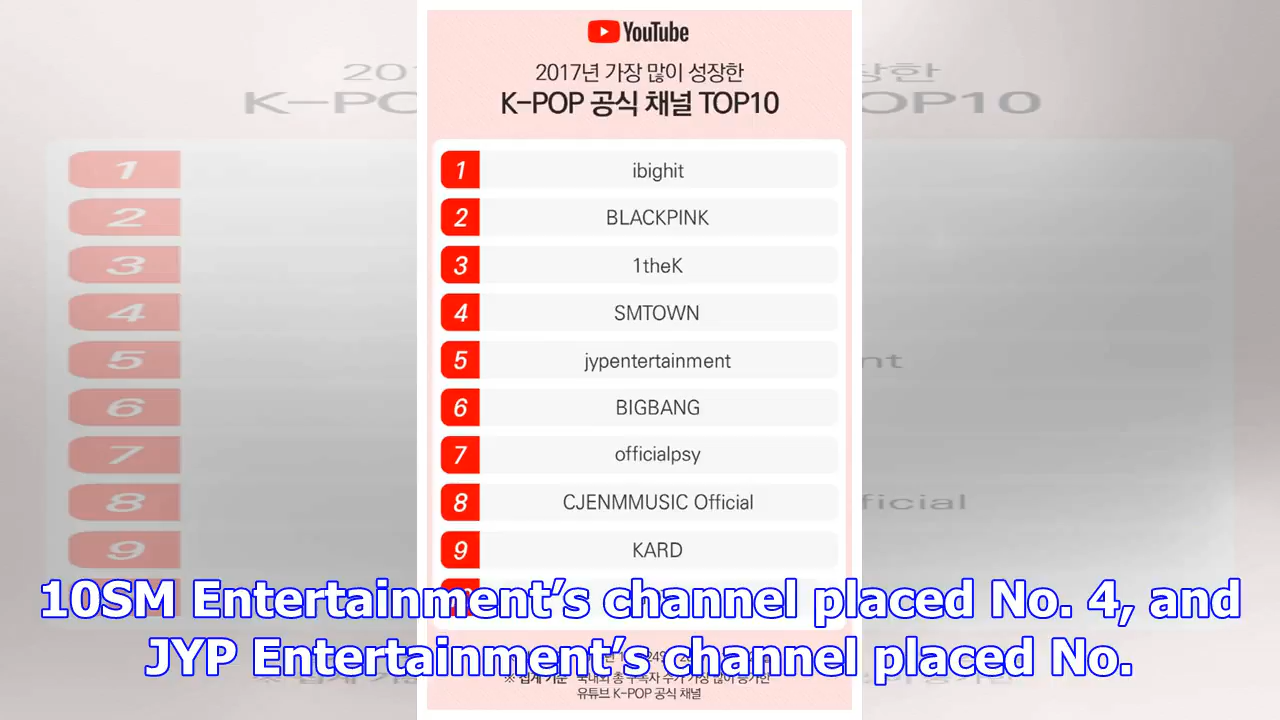 YouTube
2017년 가장 많이 성장한
K-POP 공식 채널 TOP10
1 ibighit
2 BLACKPINK
3 1theK
4 SMTOWN
5 jypentertainment
6 BIGBANG
7 officialpsy
8 CJENMMUSIC Official
9 KARD
10SM Entertainment’s channel placed No. 4, and
JYP Entertainment’s channel placed No.
유튜브 K-POP 공식 채널